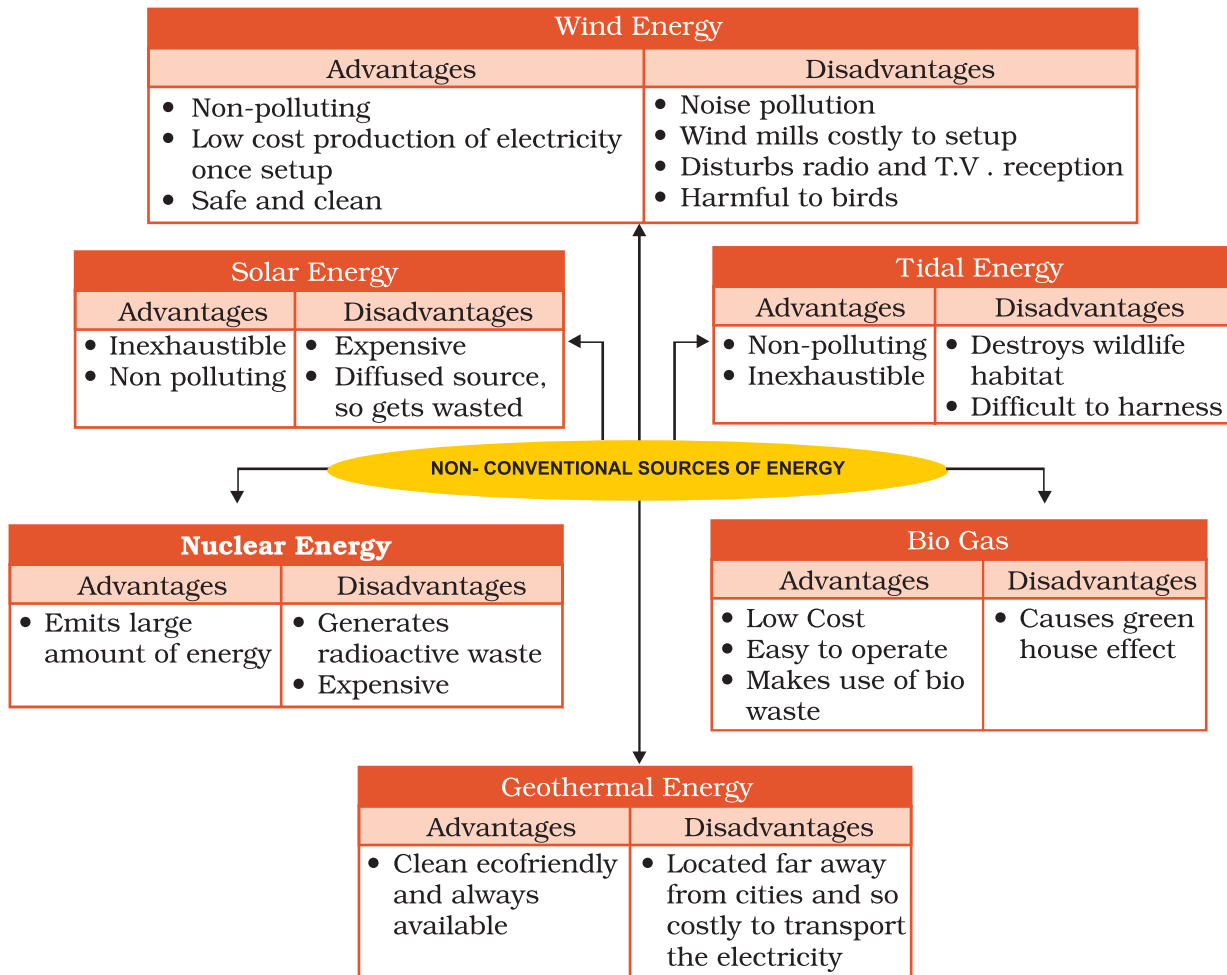 Wind Energy
Advantages
Disadvantages
• Non-polluting
• Low cost production of electricity
once setup
• Safe and clean
• Noise pollution
• Wind mills costly to setup
• Disturbs radio and T.V . reception
• Harmful to birds
Solar Energy
Advantages
Disadvantages
• Inexhaustible
• Non polluting
• Expensive
• Diffused source,
so gets wasted
Tidal Energy
Advantages
Disadvantages
• Non-polluting
• Inexhaustible
• Destroys wildlife
habitat
• Difficult to harness
NON- CONVENTIONAL SOURCES OF ENERGY
Nuclear Energy
Advantages
Disadvantages
• Emits large
amount of energy
• Generates
radioactive waste
• Expensive
Bio Gas
Advantages
Disadvantages
• Low Cost
• Easy to operate
• Makes use of bio
waste
• Causes green
house effect
Geothermal Energy
Advantages
Disadvantages
• Clean ecofriendly
and always
available
• Located far away
from cities and so
costly to transport
the electricity